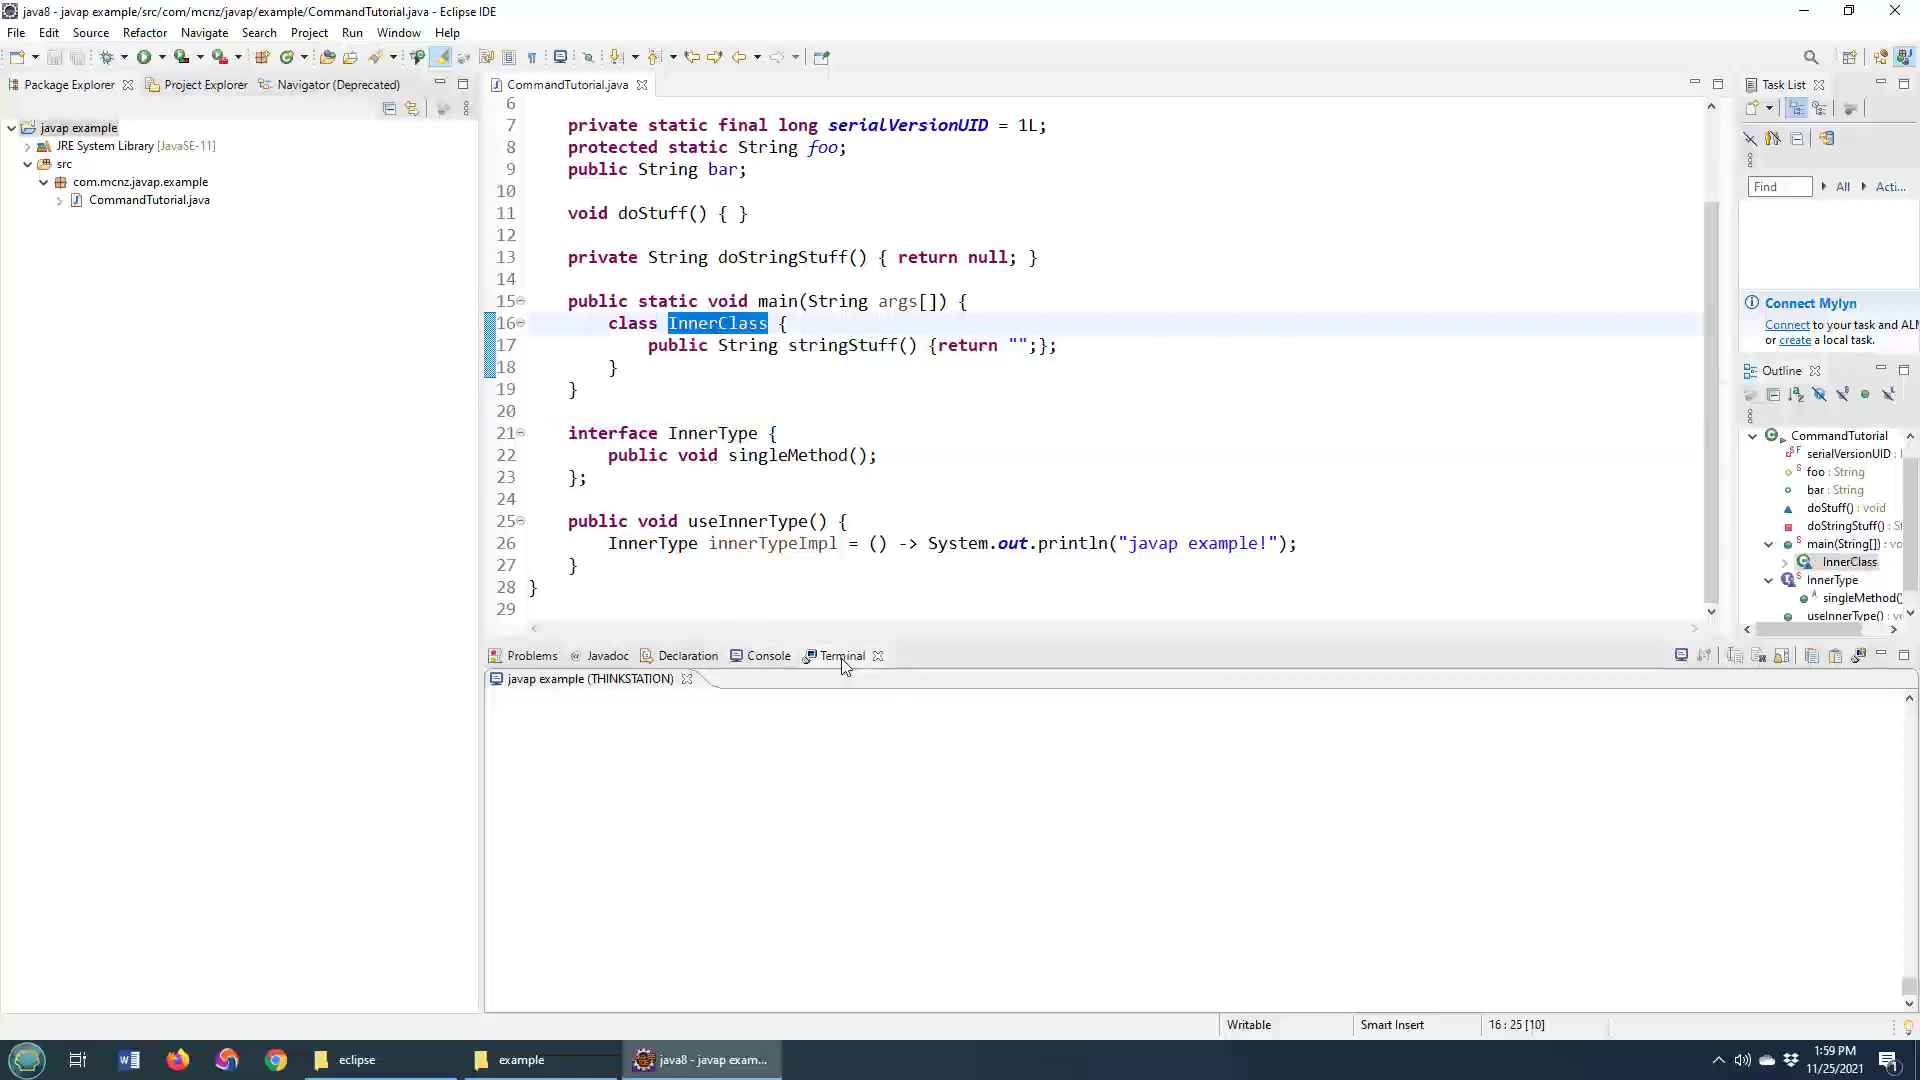 java8 - javap example/src/com/mcnz/javap/example/CommandTutorial.java - Eclipse IDE
File Edit Source Refactor Navigate Search Project Run Window Help
Package Explorer Project Explorer Navigator (Deprecated)
CommandTutorial.java
Task List
javap example
JRE System Library [JavaSE-11]
src
com.mcnz.javap.example
CommandTutorial.java
6
7 private static final long serialVersionUID = 1L;
8 protected static String foo;
9 public String bar;
10
11 void doStuff() { }
12
13 private String doStringStuff() { return null; }
14
15 public static void main(String args[]) {
16 class InnerClass {
17 public String stringStuff() {return "";};
18 }
19 }
20
21 interface InnerType {
22 public void singleMethod();
23 };
24
25 public void useInnerType() {
26 InnerType innerTypeImpl = () -> System.out.println("javap example!");
27 }
28 }
29
Find All Acti...
Connect Mylyn
Connect to your task and ALM
or create a local task.
Outline
CommandTutorial
serialVersionUID :
foo : String
bar : String
doStuff() : void
doStringStuff() : St
main(String[]) : vo
InnerClass
InnerType
singleMethod()
useInnerType() : vo
Problems @ Javadoc Declaration Console Terminal
javap example (THINKSTATION)
Writable Smart Insert 16 : 25 [10]
eclipse example java8 - javap exam...
1:59 PM
11/25/2021